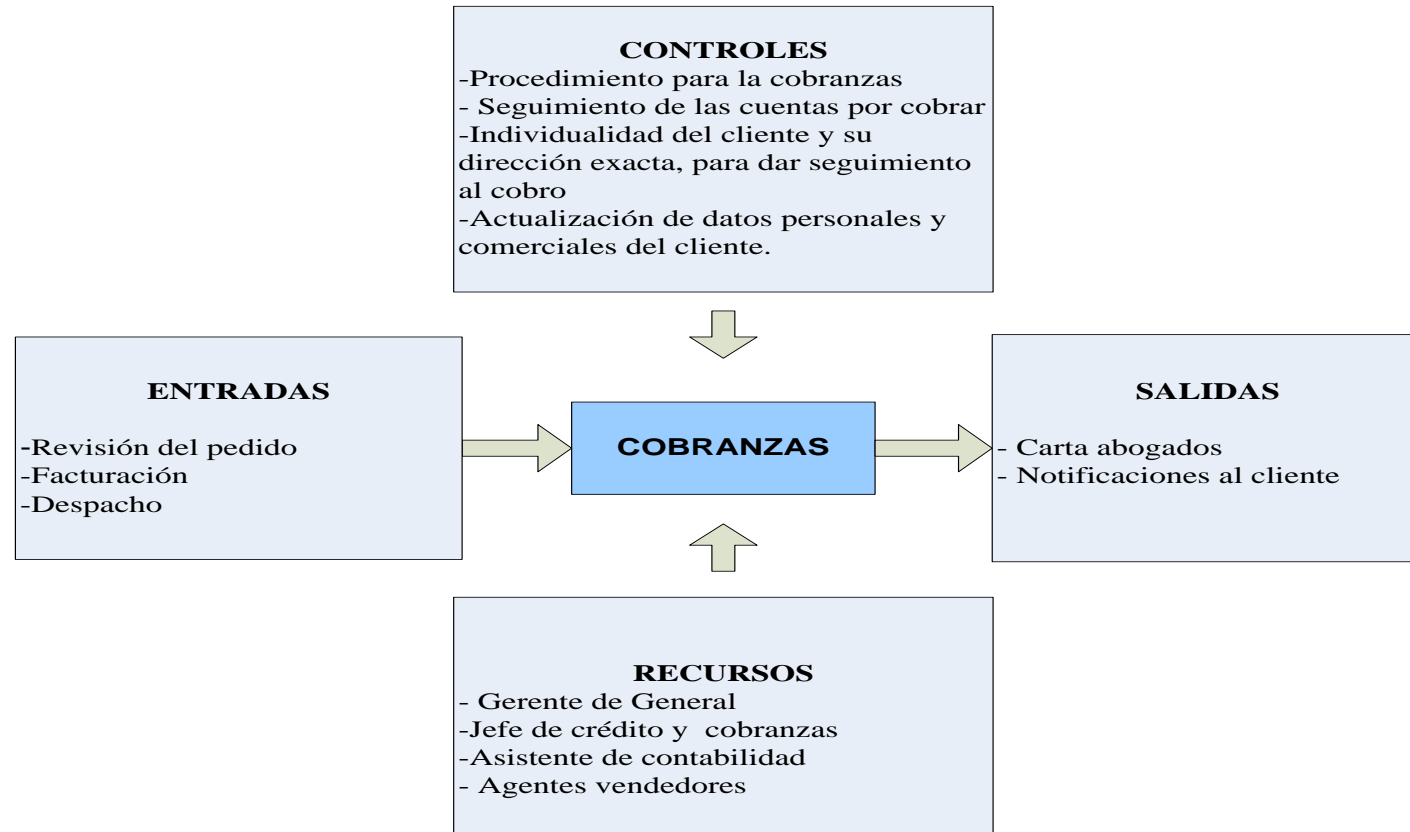 CONTROLES
-Procedimiento para la cobranzas
- Seguimiento de las cuentas por cobrar
-Individualidad del cliente y su
dirección exacta, para dar seguimiento
al cobro
-Actualización de datos personales y
comerciales del cliente.
ENTRADAS
-Revisión del pedido
-Facturación
-Despacho
COBRANZAS
SALIDAS
- Carta abogados
- Notificaciones al cliente
RECURSOS
- Gerente de General
-Jefe de crédito y cobranzas
-Asistente de contabilidad
- Agentes vendedores